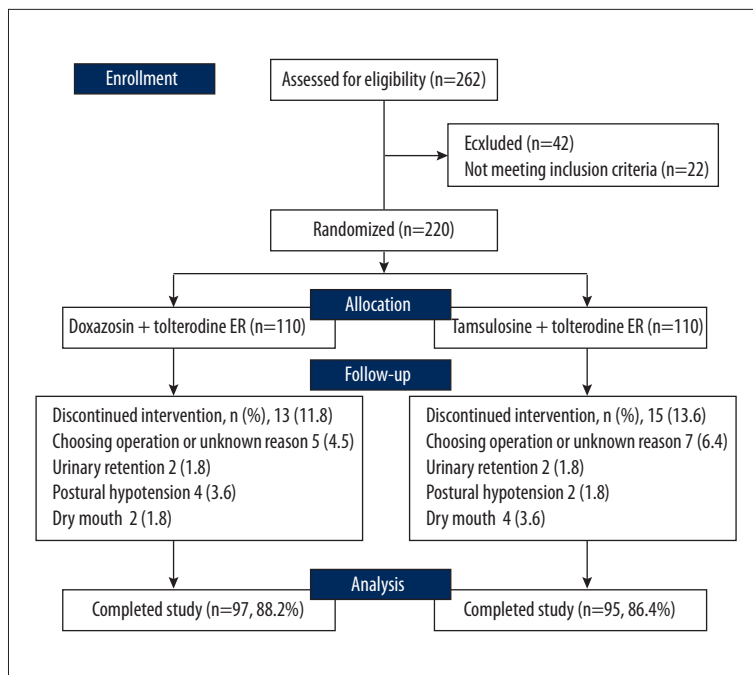 Enrollment
Assessed for eligibility (n=262)
Ecxluded (n=42)
Not meeting inclusion criteria (n=22)
Randomized (n=220)
Allocation
Doxazosin + tolterodine ER (n=110)
Tamsulosine + tolterodine ER (n=110)
Follow-up
Discontinued intervention, n (%), 13 (11.8)
Choosing operation or unknown reason 5 (4.5)
Urinary retention 2 (1.8)
Postural hypotension 4 (3.6)
Dry mouth 2 (1.8)
Discontinued intervention, n (%), 15 (13.6)
Choosing operation or unknown reason 7 (6.4)
Urinary retention 2 (1.8)
Postural hypotension 2 (1.8)
Dry mouth 4 (3.6)
Analysis
Completed study (n=97, 88.2%)
Completed study (n=95, 86.4%)